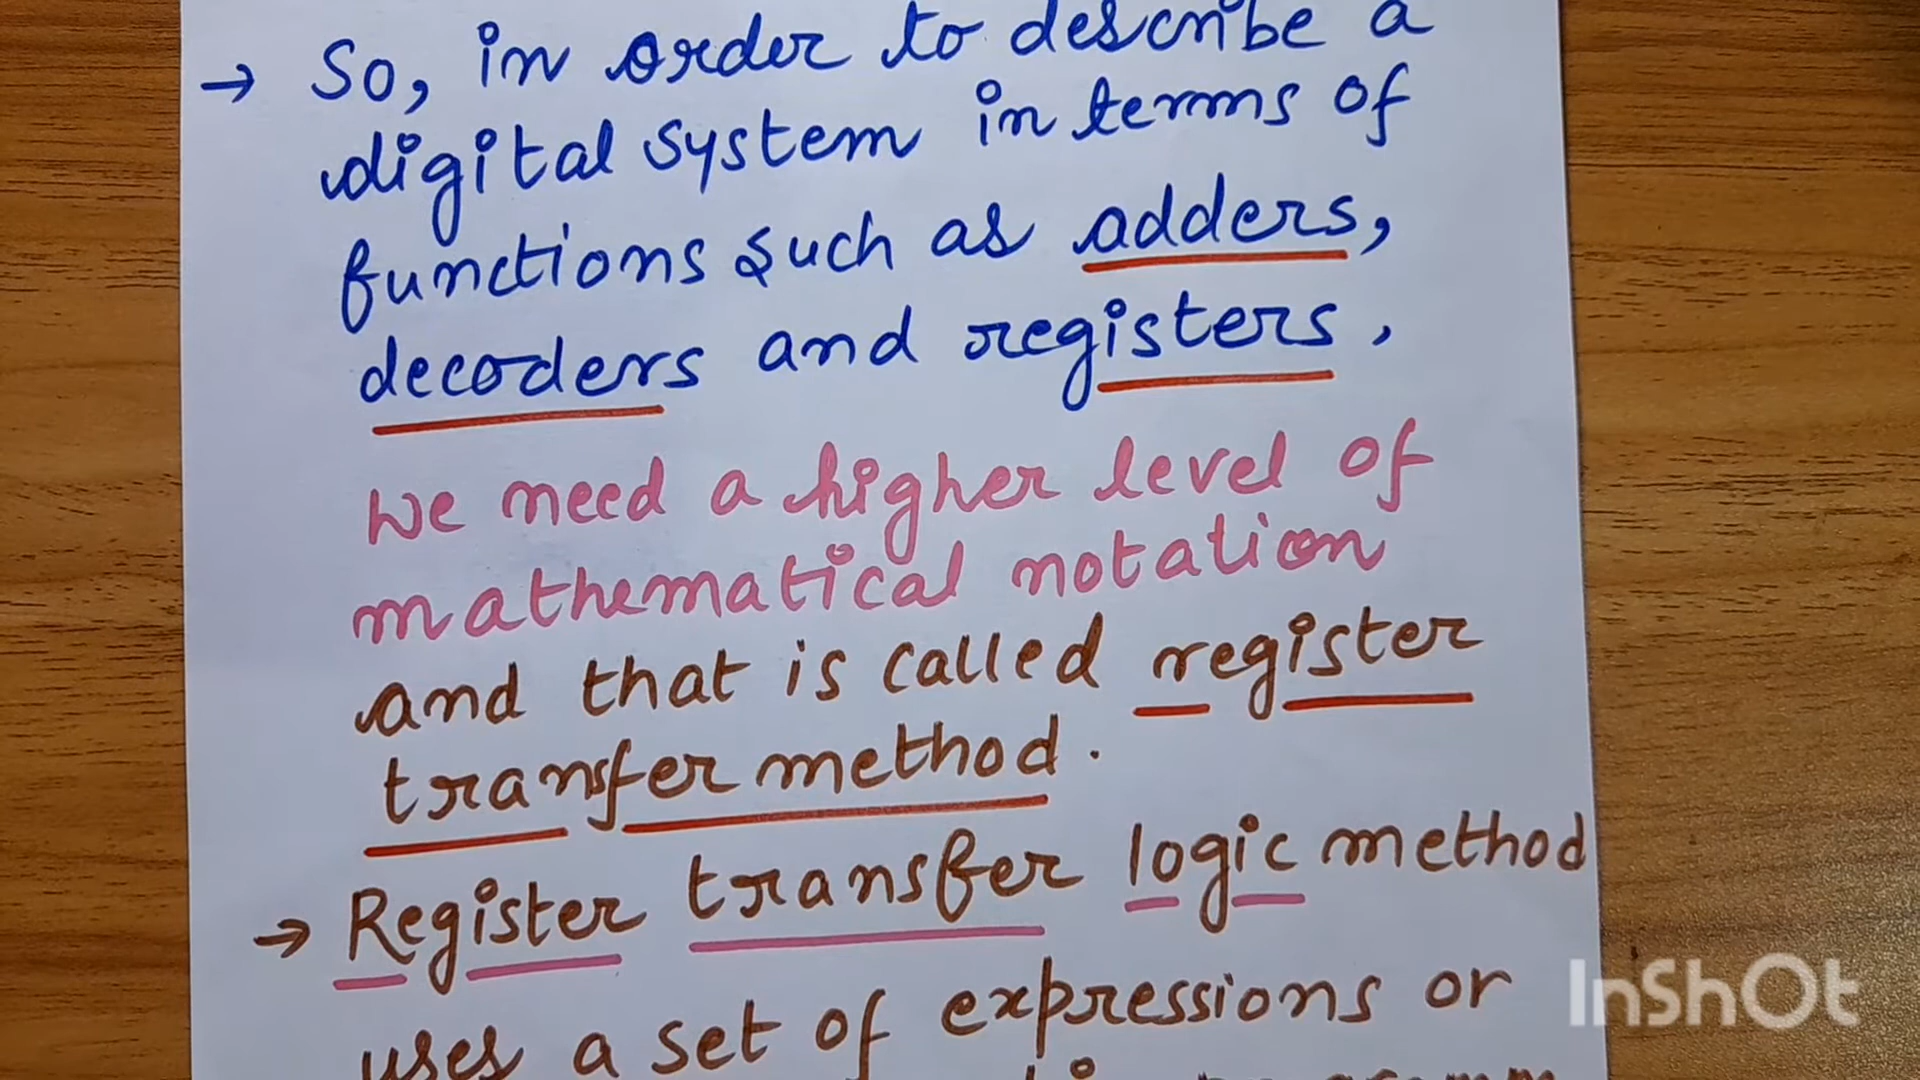 → So, in order to describe a
digital system in terms of
functions such as adders,
decoders and registers,
we need a higher level of
mathematical notation
and that is called register
transfer method.
→ Register transfer logic method
uses a set of expressions or
InShOt